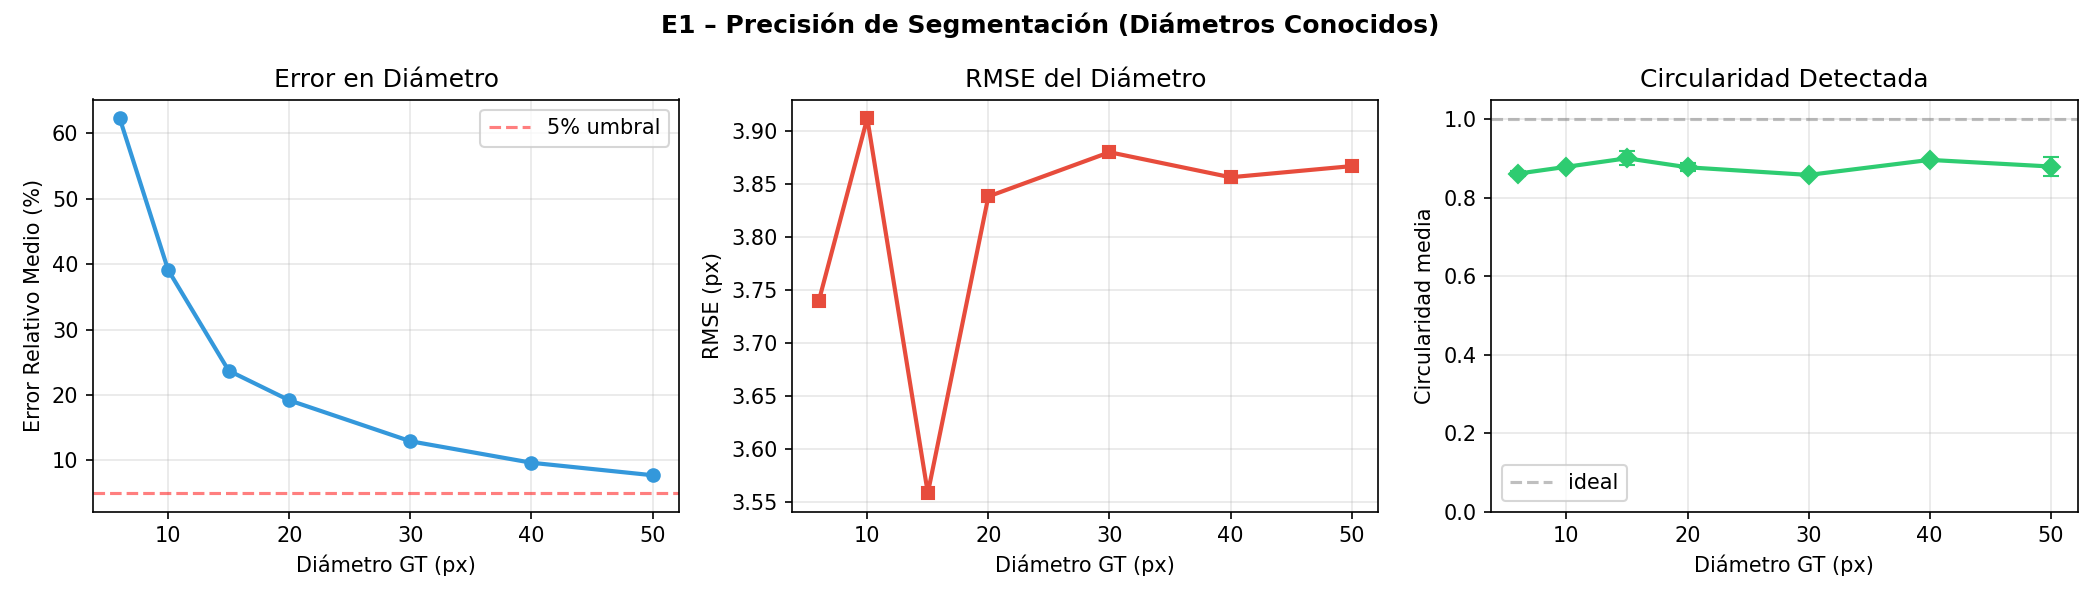 E1 – Precisión de Segmentación (Diámetros Conocidos)
Error en Diámetro
60
50
40
30
20
10
Error Relativo Medio (%)
5% umbral
10 20 30 40 50
Diámetro GT (px)
RMSE del Diámetro
3.90
3.85
3.80
3.75
3.70
3.65
3.60
3.55
RMSE (px)
10 20 30 40 50
Diámetro GT (px)
Circularidad Detectada
1.0
0.8
0.6
0.4
0.2
0.0
Circularidad media
ideal
10 20 30 40 50
Diámetro GT (px)